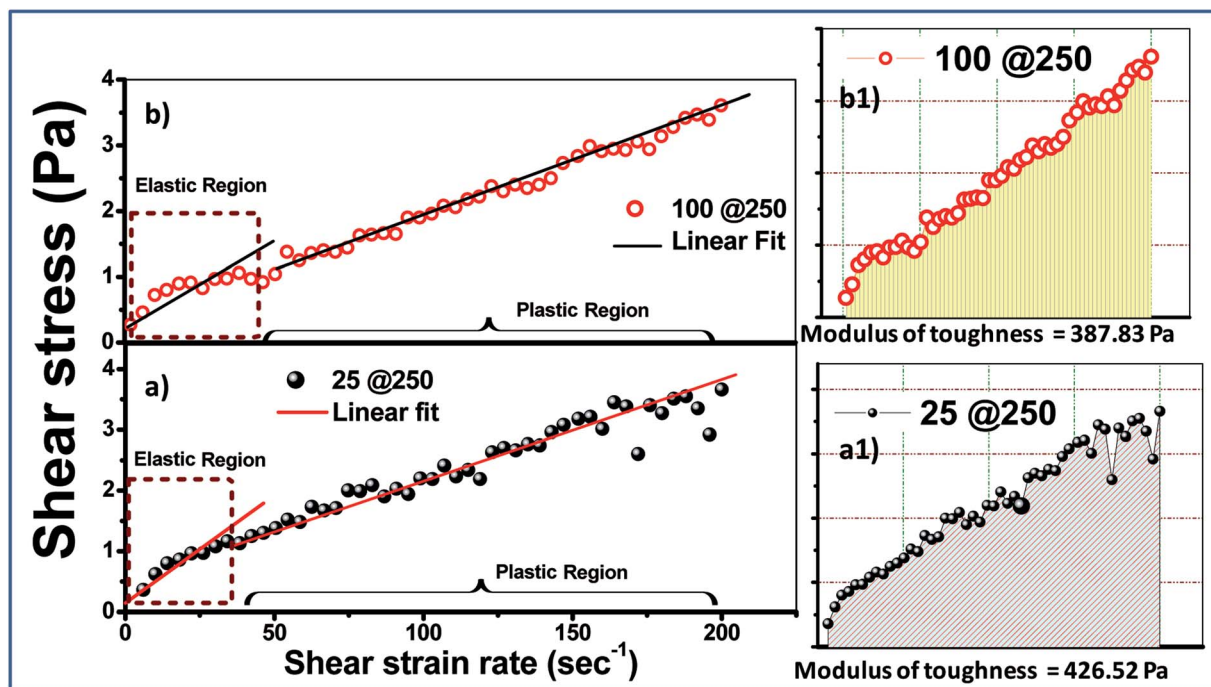 Shear stress (Pa)
b)
4
3
2
1
0
Elastic Region
100 @250
Linear Fit
Plastic Region
a)
4
3
2
1
0
25 @250
Linear fit
Elastic Region
Plastic Region
0 50 100 150 200
Shear strain rate (sec⁻¹)
b1)
100 @250
Modulus of toughness = 387.83 Pa
a1)
25 @250
Modulus of toughness = 426.52 Pa